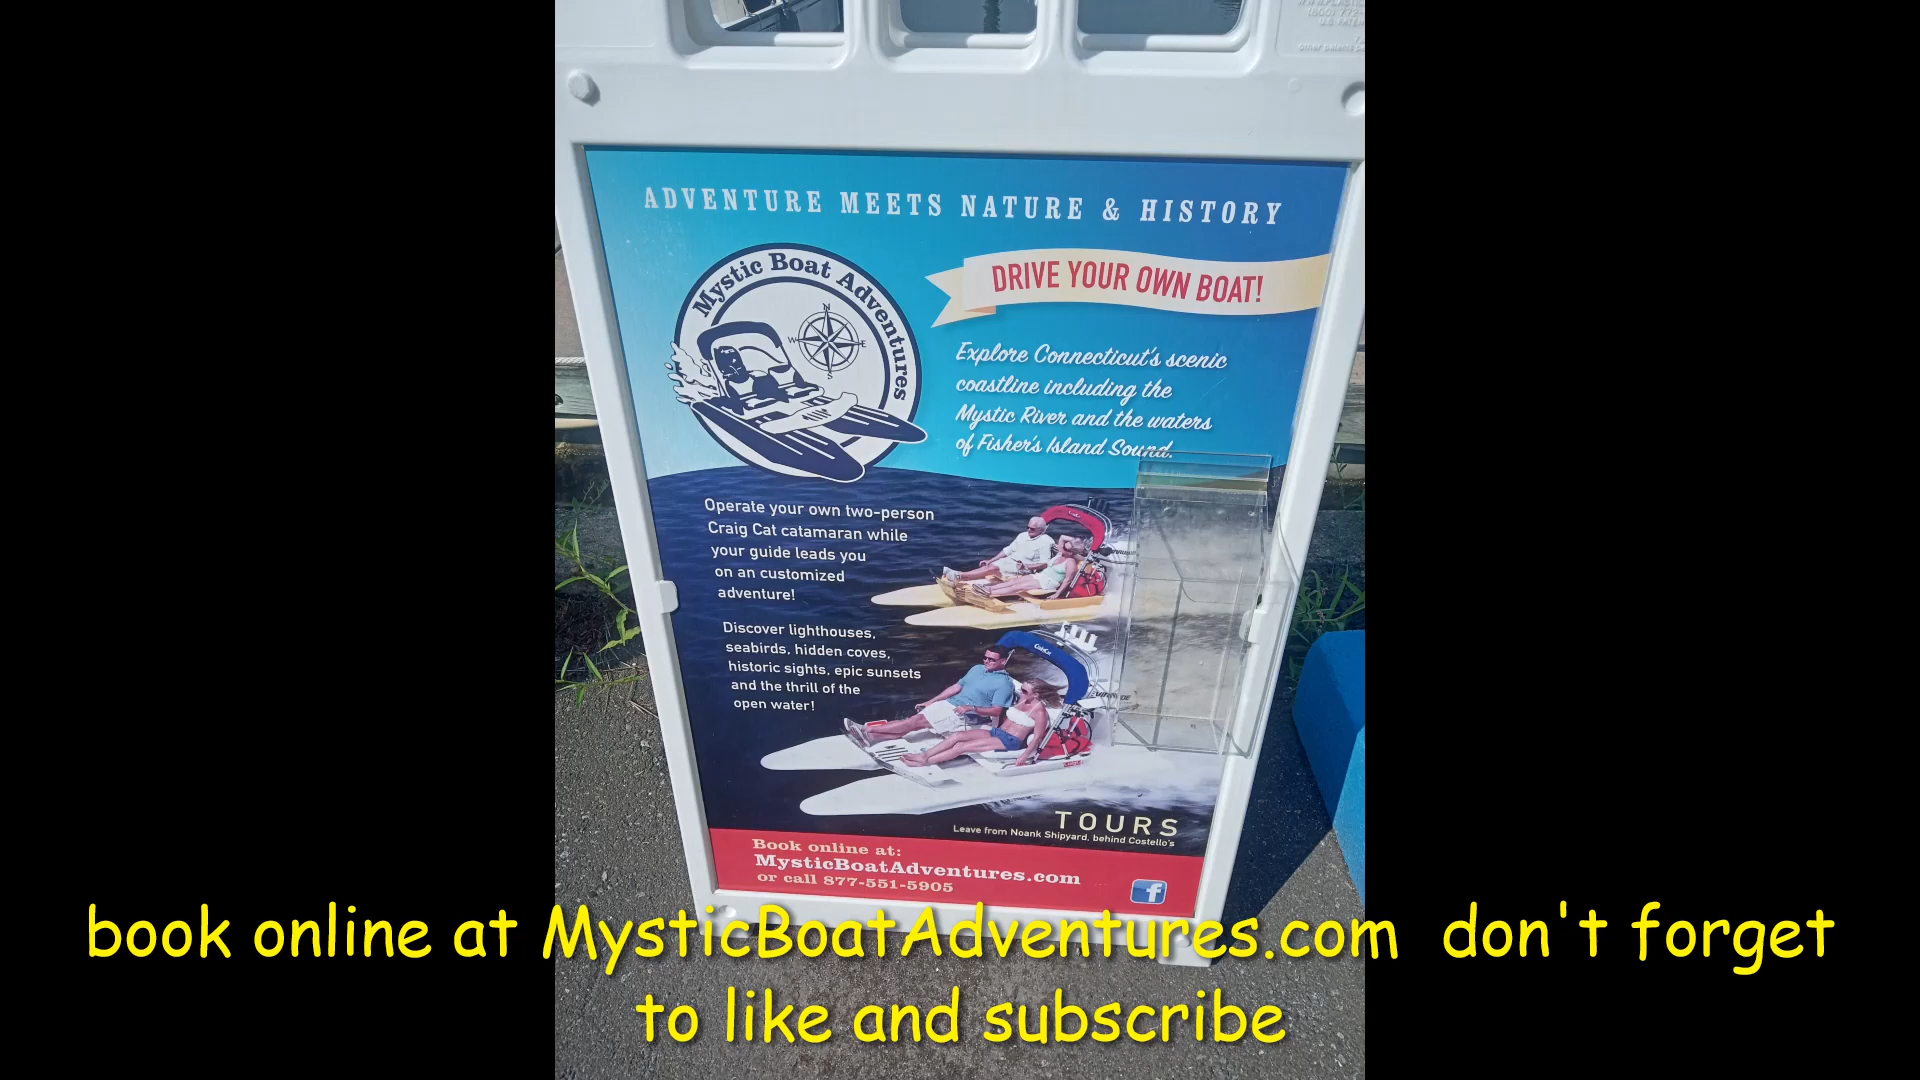 ADVENTURE MEETS NATURE & HISTORY
Mystic Boat Adventures
N
W E
S
DRIVE YOUR OWN BOAT!
Explore Connecticut's scenic
coastline including the
Mystic River and the waters
of Fisher's Island Sound.
Operate your own two-person
Craig Cat catamaran while
your guide leads you
on an customized
adventure!
Discover lighthouses,
seabirds, hidden coves,
historic sights, epic sunsets
and the thrill of the
open water!
TOURS
Leave from Noank Shipyard, behind Costello's
Book online at:
MysticBoatAdventures.com
or call 877-551-5905
f
book online at MysticBoatAdventures.com don't forget
to like and subscribe